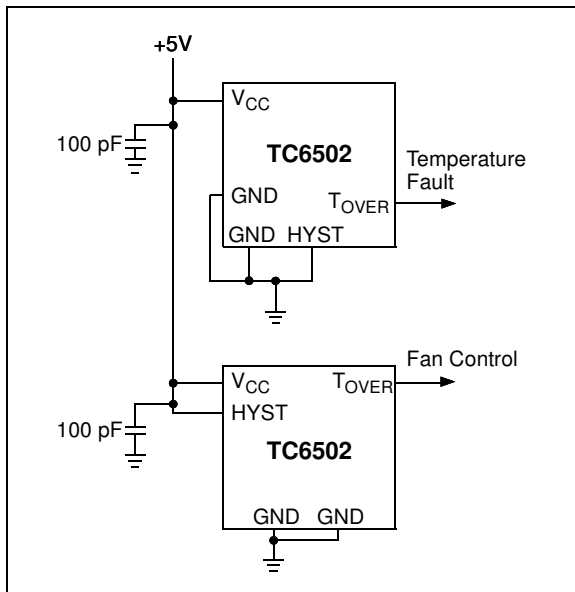 +5V
V_CC
100 pF
TC6502
Temperature
Fault
GND
T_OVER
GND HYST
Fan Control
V_CC T_OVER
HYST
100 pF
TC6502
GND GND